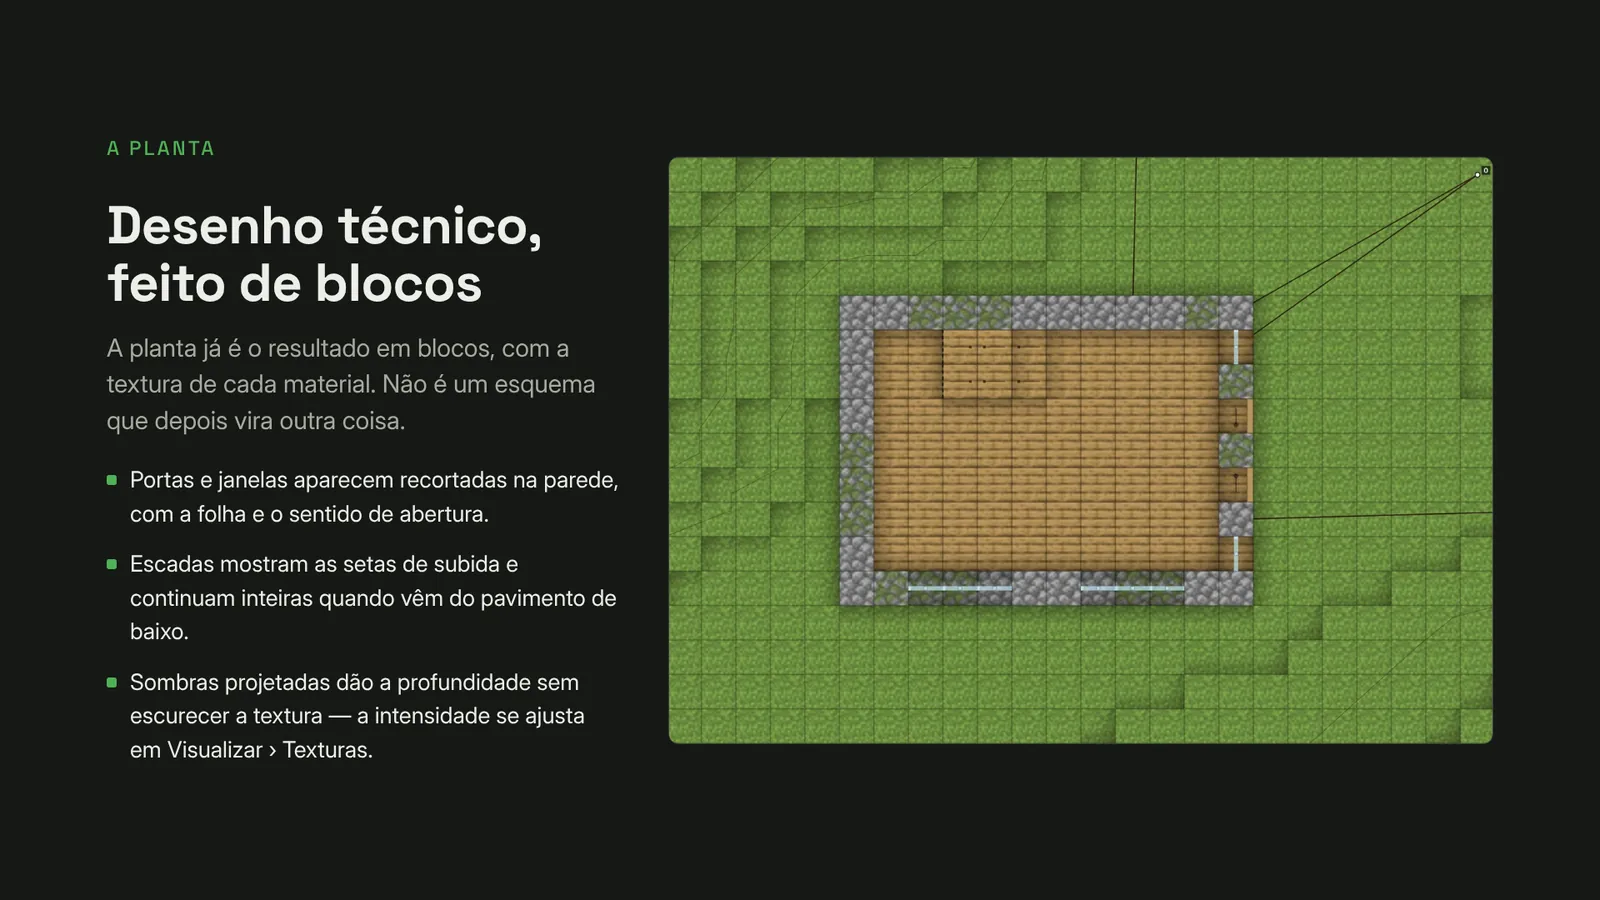 A PLANTA
Desenho técnico,
feito de blocos
A planta já é o resultado em blocos, com a
textura de cada material. Não é um esquema
que depois vira outra coisa.
Portas e janelas aparecem recortadas na parede,
com a folha e o sentido de abertura.
Escadas mostram as setas de subida e
continuam inteiras quando vêm do pavimento de
baixo.
Sombras projetadas dão a profundidade sem
escurecer a textura — a intensidade se ajusta
em Visualizar › Texturas.
0